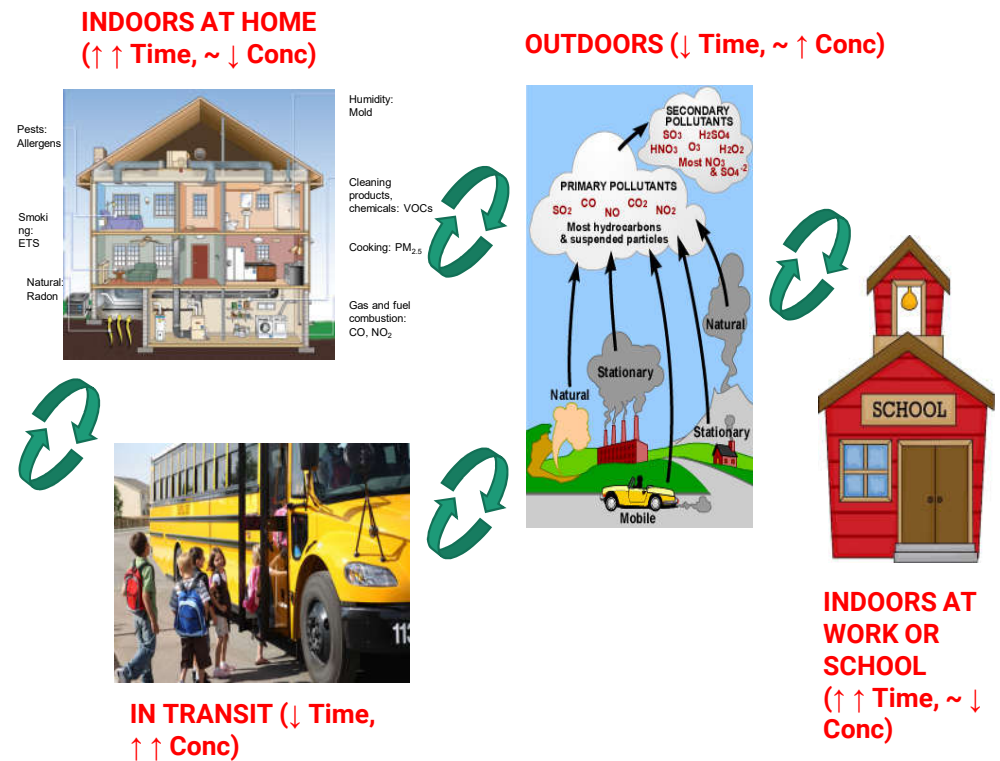 INDOORS AT HOME
(↑ ↑ Time, ~ ↓ Conc)
OUTDOORS (↓ Time, ~ ↑ Conc)
Pests:
Allergens
Smoki
ng:
ETS
Natural:
Radon
Humidity:
Mold
Cleaning
products,
chemicals: VOCs
Cooking: PM2.5
Gas and fuel
combustion:
CO, NO2
SECONDARY
POLLUTANTS
SO3 H2SO4
HNO3 O3 H2O2
Most NO3
& SO4-2
PRIMARY POLLUTANTS
SO2 CO NO CO2 NO2
Most hydrocarbons
& suspended particles
Natural
Stationary
Natural
Stationary
Mobile
SCHOOL
113
INDOORS AT
WORK OR
SCHOOL
(↑ ↑ Time, ~ ↓
Conc)
IN TRANSIT (↓ Time,
↑ ↑ Conc)